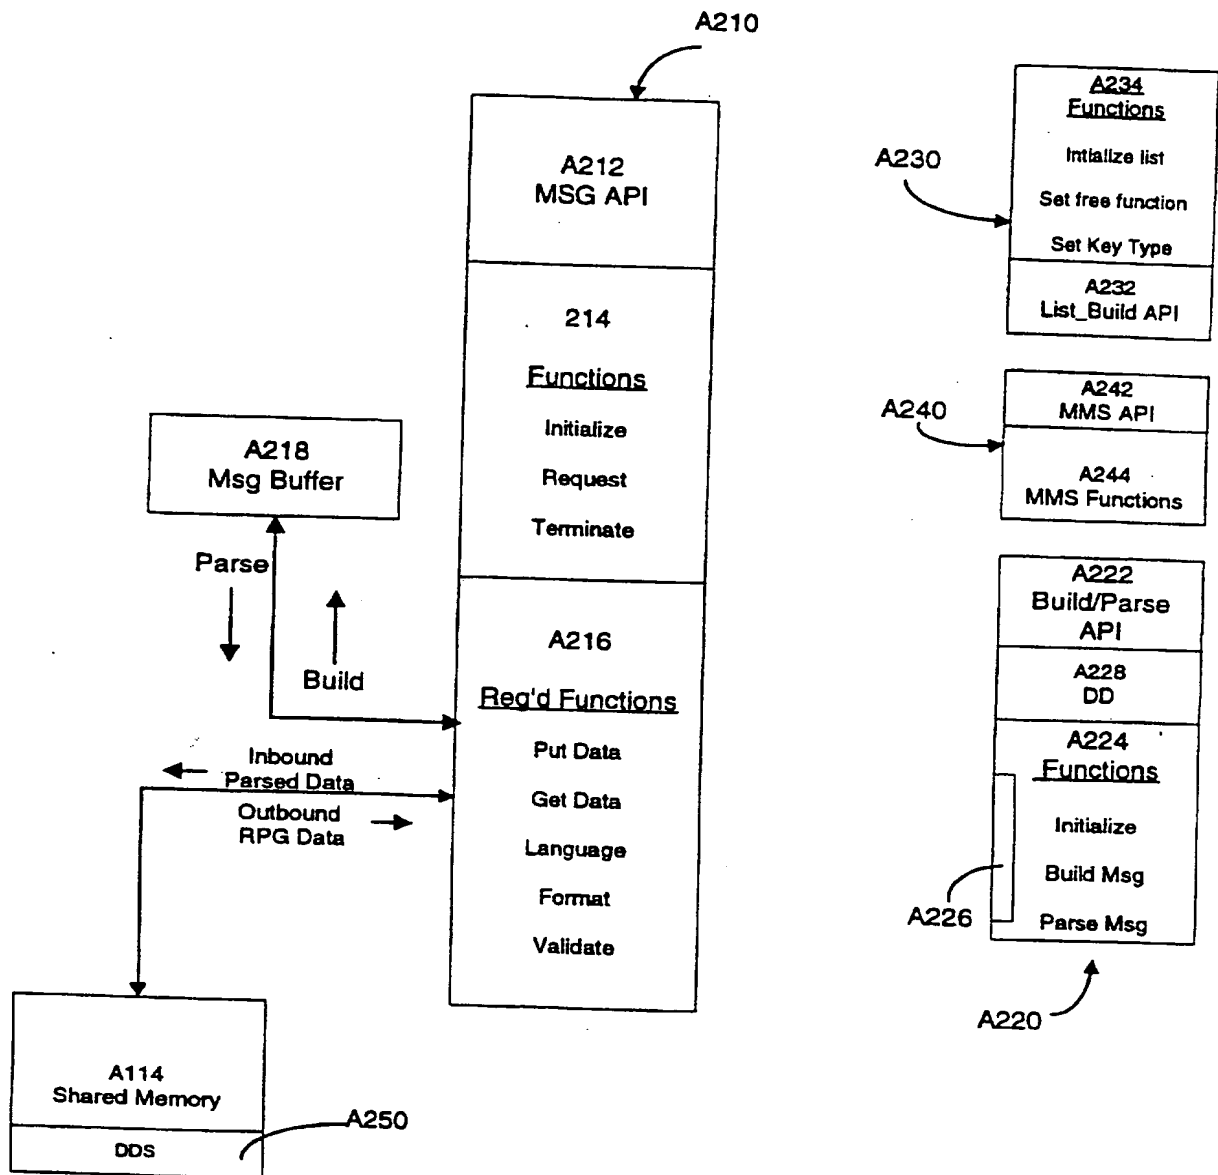 A210
A212
MSG API
214
Functions
Initialize
Request
Terminate
A216
Reg'd Functions
Put Data
Get Data
Language
Format
Validate
A218
Msg Buffer
Parse
Build
Inbound
Parsed Data
Outbound
RPG Data
A114
Shared Memory
DDS
A250
A234
Functions
Intialize list
Set free function
Set Key Type
A232
List_Build API
A230
A242
MMS API
A244
MMS Functions
A240
A222
Build/Parse
API
A228
DD
A224
Functions
Initialize
Build Msg
Parse Msg
A226
A220